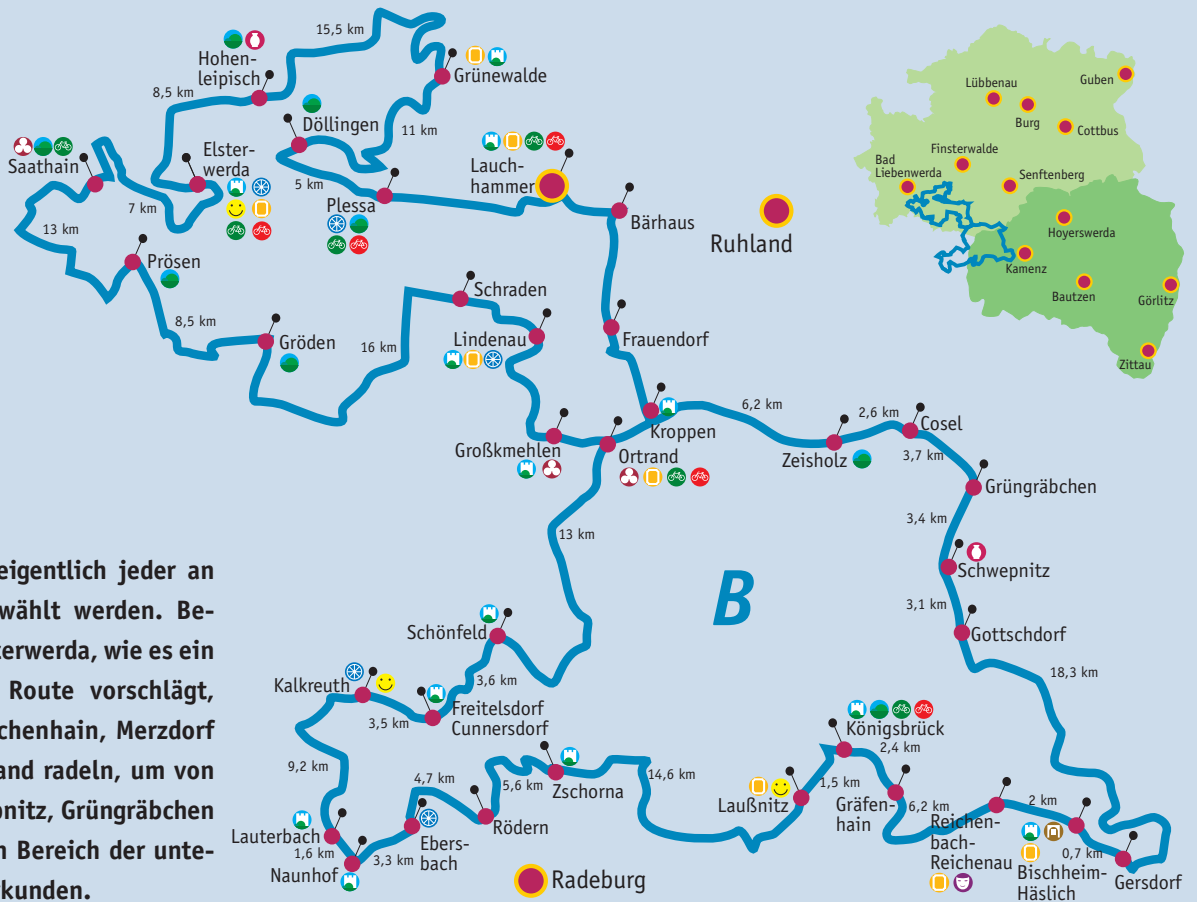 15,5 km
Hohen-
leipisch
Grünewalde
8,5 km
Döllingen
11 km
Saathain
Elster-
werda
Lauch-
hammer
5 km
7 km
Plessa
Bärhaus
13 km
Ruhland
Prösen
Schraden
8,5 km
Gröden
16 km
Lindenau
Frauendorf
Kroppen
6,2 km
2,6 km
Cosel
Großkmehlen
Ortrand
Zeisholz
3,7 km
Grüngräbchen
13 km
3,4 km
Schwepnitz
B
3,1 km
Gottschdorf
Schönfeld
18,3 km
3,6 km
Kalkreuth
3,5 km
Freitelsdorf
Cunnersdorf
Königsbrück
2,4 km
9,2 km
4,7 km
5,6 km
Zschorna
14,6 km
Laußnitz
1,5 km
Gräfen-
hain
6,2 km
2 km
Lauterbach
1,6 km
Naunhof
3,3 km
Ebers-
bach
Rödern
Reichen-
bach-
Reichenau
Bischheim-
Häslich
0,7 km
Gersdorf
Radeburg
Lübbenau
Guben
Burg
Cottbus
Finsterwalde
Bad
Liebenwerda
Senftenberg
Hoyerswerda
Kamenz
Bautzen
Görlitz
Zittau
eigentlich jeder an
wählt werden. Be-
terwerda, wie es ein
Route vorschlägt,
chenhain, Merzdorf
and radeln, um von
nitz, Grüngräbchen
Bereich der unte-
kunden.